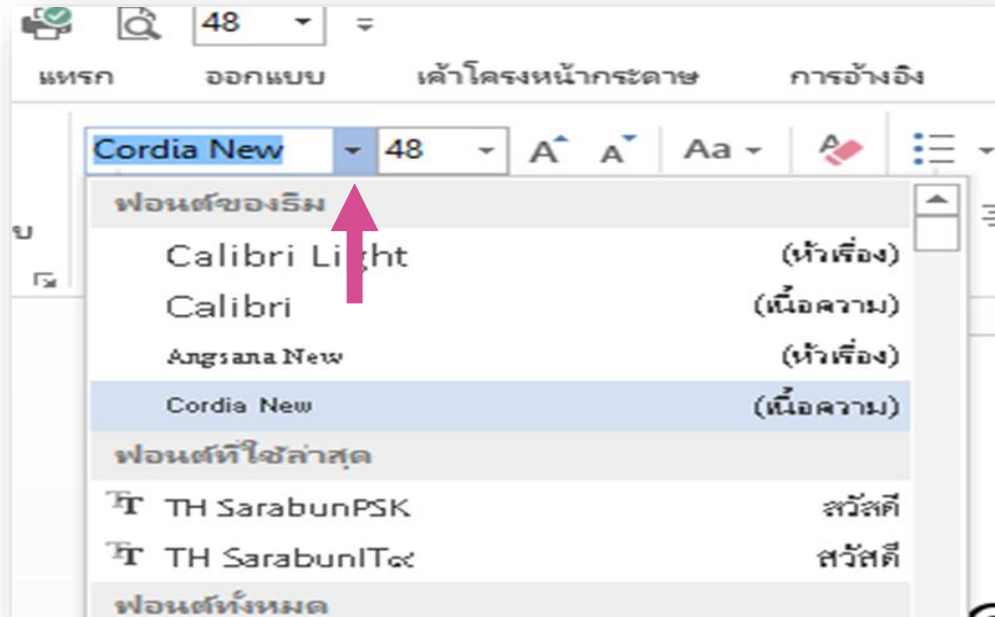 48
แทรก ออกแบบ เค้าโครงหน้ากระดาษ การอ้างอิง
Cordia New 48 A A Aa A
ฟอนต์ของธีม
Calibri Light (หัวเรื่อง)
Calibri (เนื้อความ)
Angsana New (หัวเรื่อง)
Cordia New (เนื้อความ)
ฟอนต์ที่ใช้ล่าสุด
TH SarabunPSK สวัสดี
TH SarabunIT๙ สวัสดี
ฟอนต์ทั้งหมด